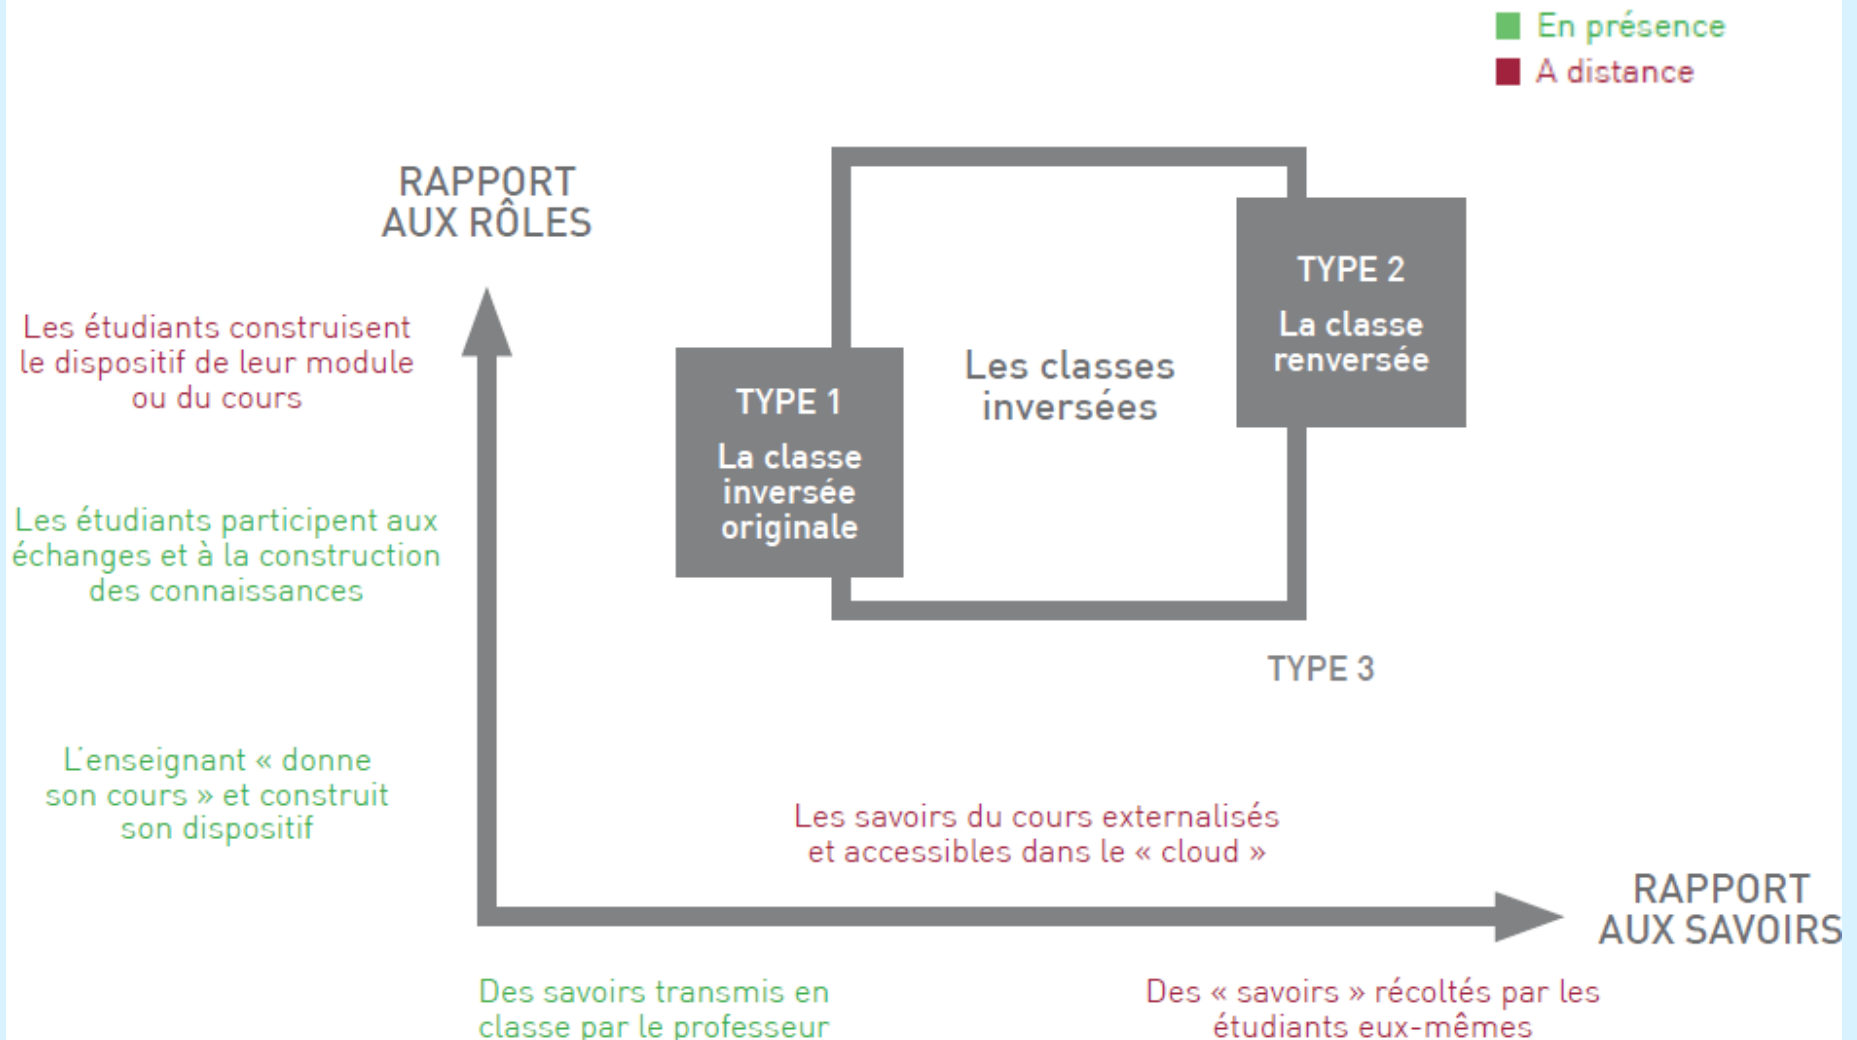 En présence
A distance
RAPPORT
AUX RÔLES
Les étudiants construisent
le dispositif de leur module
ou du cours
Les étudiants participent aux
échanges et à la construction
des connaissances
L'enseignant « donne
son cours » et construit
son dispositif
TYPE 1
La classe
inversée
originale
Les classes
inversées
TYPE 2
La classe
renversée
TYPE 3
Les savoirs du cours externalisés
et accessibles dans le « cloud »
RAPPORT
AUX SAVOIRS
Des savoirs transmis en
classe par le professeur
Des « savoirs » récoltés par les
étudiants eux-mêmes